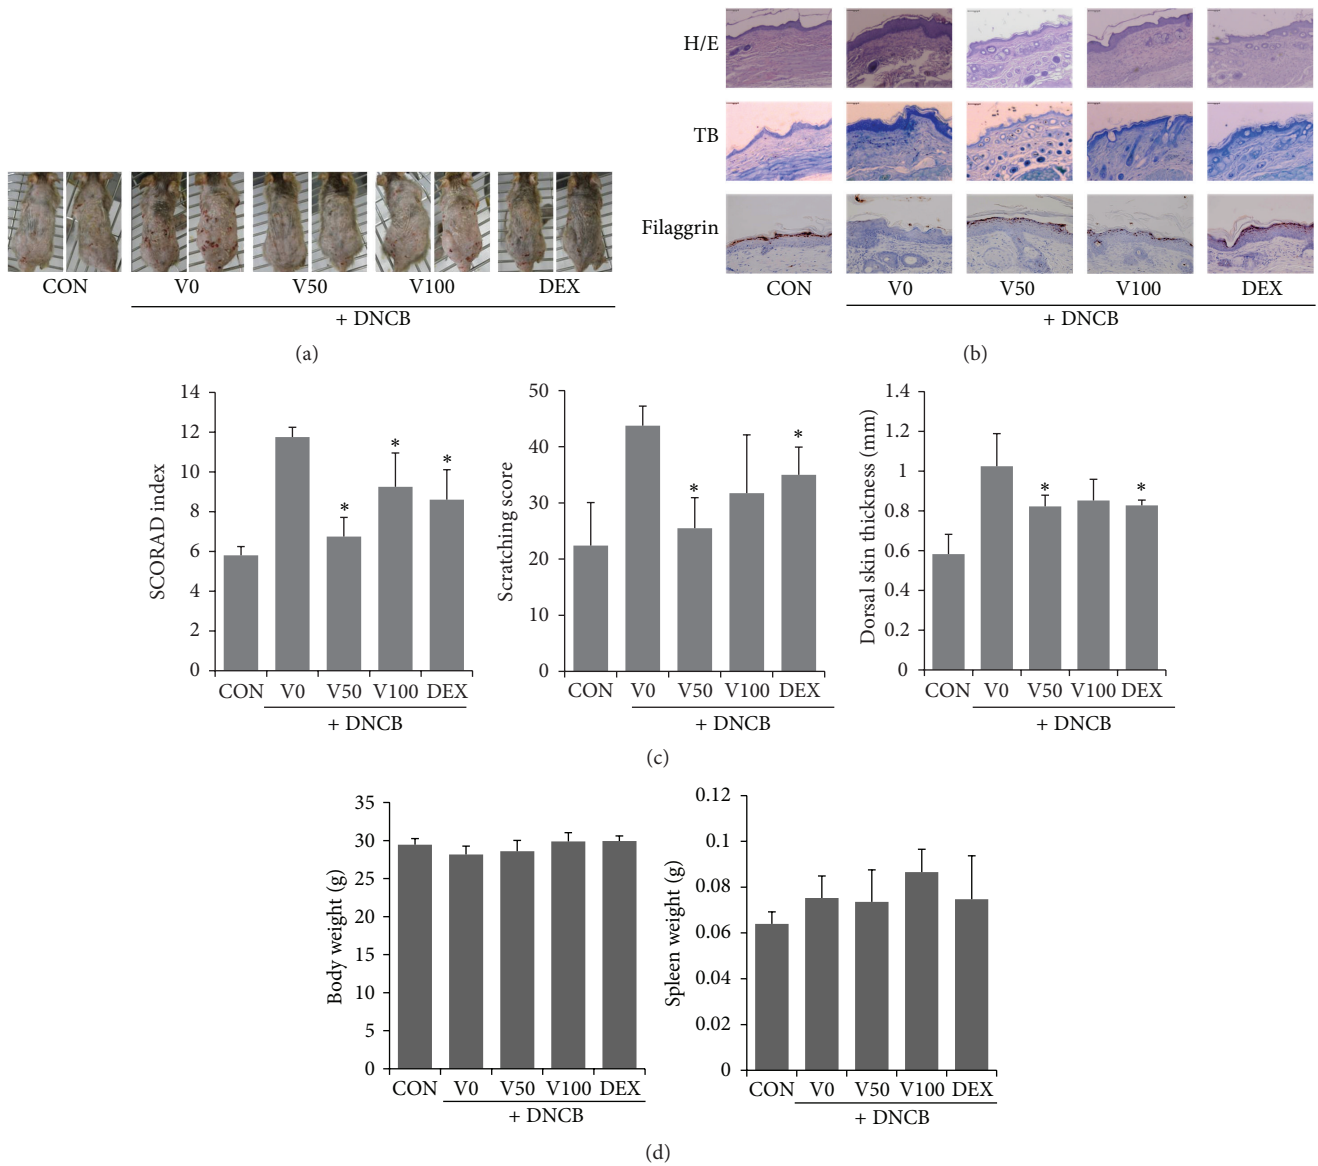 CON V0 V50 V100 DEX
+ DNCB
(a)
H/E
TB
Filaggrin
CON V0 V50 V100 DEX
+ DNCB
(b)
SCORAD index
14
12
10
8
6
4
2
0
CON V0 V50 V100 DEX
+ DNCB
* * *
Scratching score
50
40
30
20
10
0
CON V0 V50 V100 DEX
+ DNCB
* *
Dorsal skin thickness (mm)
1.4
1.2
1
0.8
0.6
0.4
0.2
0
CON V0 V50 V100 DEX
+ DNCB
* *
(c)
Body weight (g)
35
30
25
20
15
10
5
0
CON V0 V50 V100 DEX
+ DNCB
Spleen weight (g)
0.12
0.1
0.08
0.06
0.04
0.02
0
CON V0 V50 V100 DEX
+ DNCB
(d)